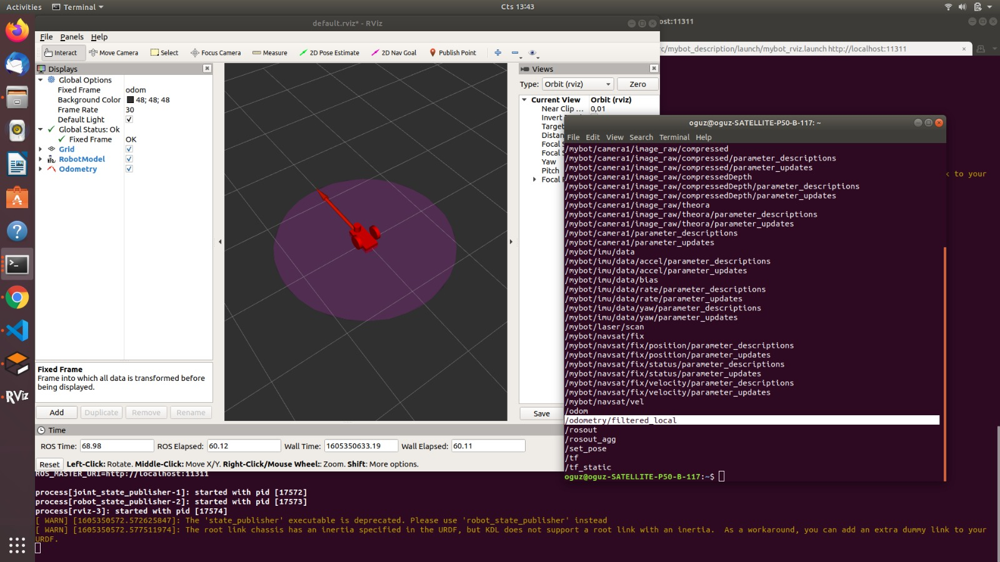 Activities
Terminal
Cts 13:43
default.rviz* - RViz
ost:11311
File Panels Help
Interact Move Camera Select Focus Camera Measure 2D Pose Estimate 2D Nav Goal Publish Point
rc/mybot_description/launch/mybot_rviz.launch http://localhost:11311
Displays
Global Options
Fixed Frame odom
Background Color 48; 48; 48
Frame Rate 30
Default Light
Global Status: Ok
Fixed Frame OK
Grid
RobotModel
Odometry
Fixed Frame
Frame into which all data is transformed before
being displayed.
Add Duplicate Remove Rename
Views
Type: Orbit (rviz) Zero
Current View Orbit (rviz)
Near Clip ... 0,01
Invert
Target
Distan
Focal S
Focal S
Yaw
Pitch
Focal
Save
oguz@oguz-SATELLITE-P50-B-117: ~
File Edit View Search Terminal Help
/mybot/camera1/image_raw/compressed
/mybot/camera1/image_raw/compressed/parameter_descriptions
/mybot/camera1/image_raw/compressed/parameter_updates
/mybot/camera1/image_raw/compressedDepth
/mybot/camera1/image_raw/compressedDepth/parameter_descriptions
/mybot/camera1/image_raw/compressedDepth/parameter_updates
/mybot/camera1/image_raw/theora
/mybot/camera1/image_raw/theora/parameter_descriptions
/mybot/camera1/image_raw/theora/parameter_updates
/mybot/camera1/parameter_descriptions
/mybot/camera1/parameter_updates
/mybot/imu/data
/mybot/imu/data/accel/parameter_descriptions
/mybot/imu/data/accel/parameter_updates
/mybot/imu/data/bias
/mybot/imu/data/rate/parameter_descriptions
/mybot/imu/data/rate/parameter_updates
/mybot/imu/data/yaw/parameter_descriptions
/mybot/imu/data/yaw/parameter_updates
/mybot/laser/scan
/mybot/navsat/fix
/mybot/navsat/fix/position/parameter_descriptions
/mybot/navsat/fix/position/parameter_updates
/mybot/navsat/fix/status/parameter_descriptions
/mybot/navsat/fix/status/parameter_updates
/mybot/navsat/fix/velocity/parameter_descriptions
/mybot/navsat/fix/velocity/parameter_updates
/mybot/navsat/vel
/odom
/odometry/filtered_local
/rosout
/rosout_agg
/set_pose
/tf
/tf_static
oguz@oguz-SATELLITE-P50-B-117:~$
k to your
RViz
Time
ROS Time: 68.98 ROS Elapsed: 60.12 Wall Time: 1605350633.19 Wall Elapsed: 60.11
Reset Left-Click: Rotate. Middle-Click: Move X/Y. Right-Click/Mouse Wheel:: Zoom. Shift: More options.
ROS_MASTER_URI=http://localhost:11311
process[joint_state_publisher-1]: started with pid [17572]
process[robot_state_publisher-2]: started with pid [17573]
process[rviz-3]: started with pid [17574]
[ WARN] [1605350572.572625847]: The 'state_publisher' executable is deprecated. Please use 'robot_state_publisher' instead
[ WARN] [1605350572.577511974]: The root link chassis has an inertia specified in the URDF, but KDL does not support a root link with an inertia.  As a workaround, you can add an extra dummy link to your
URDF.